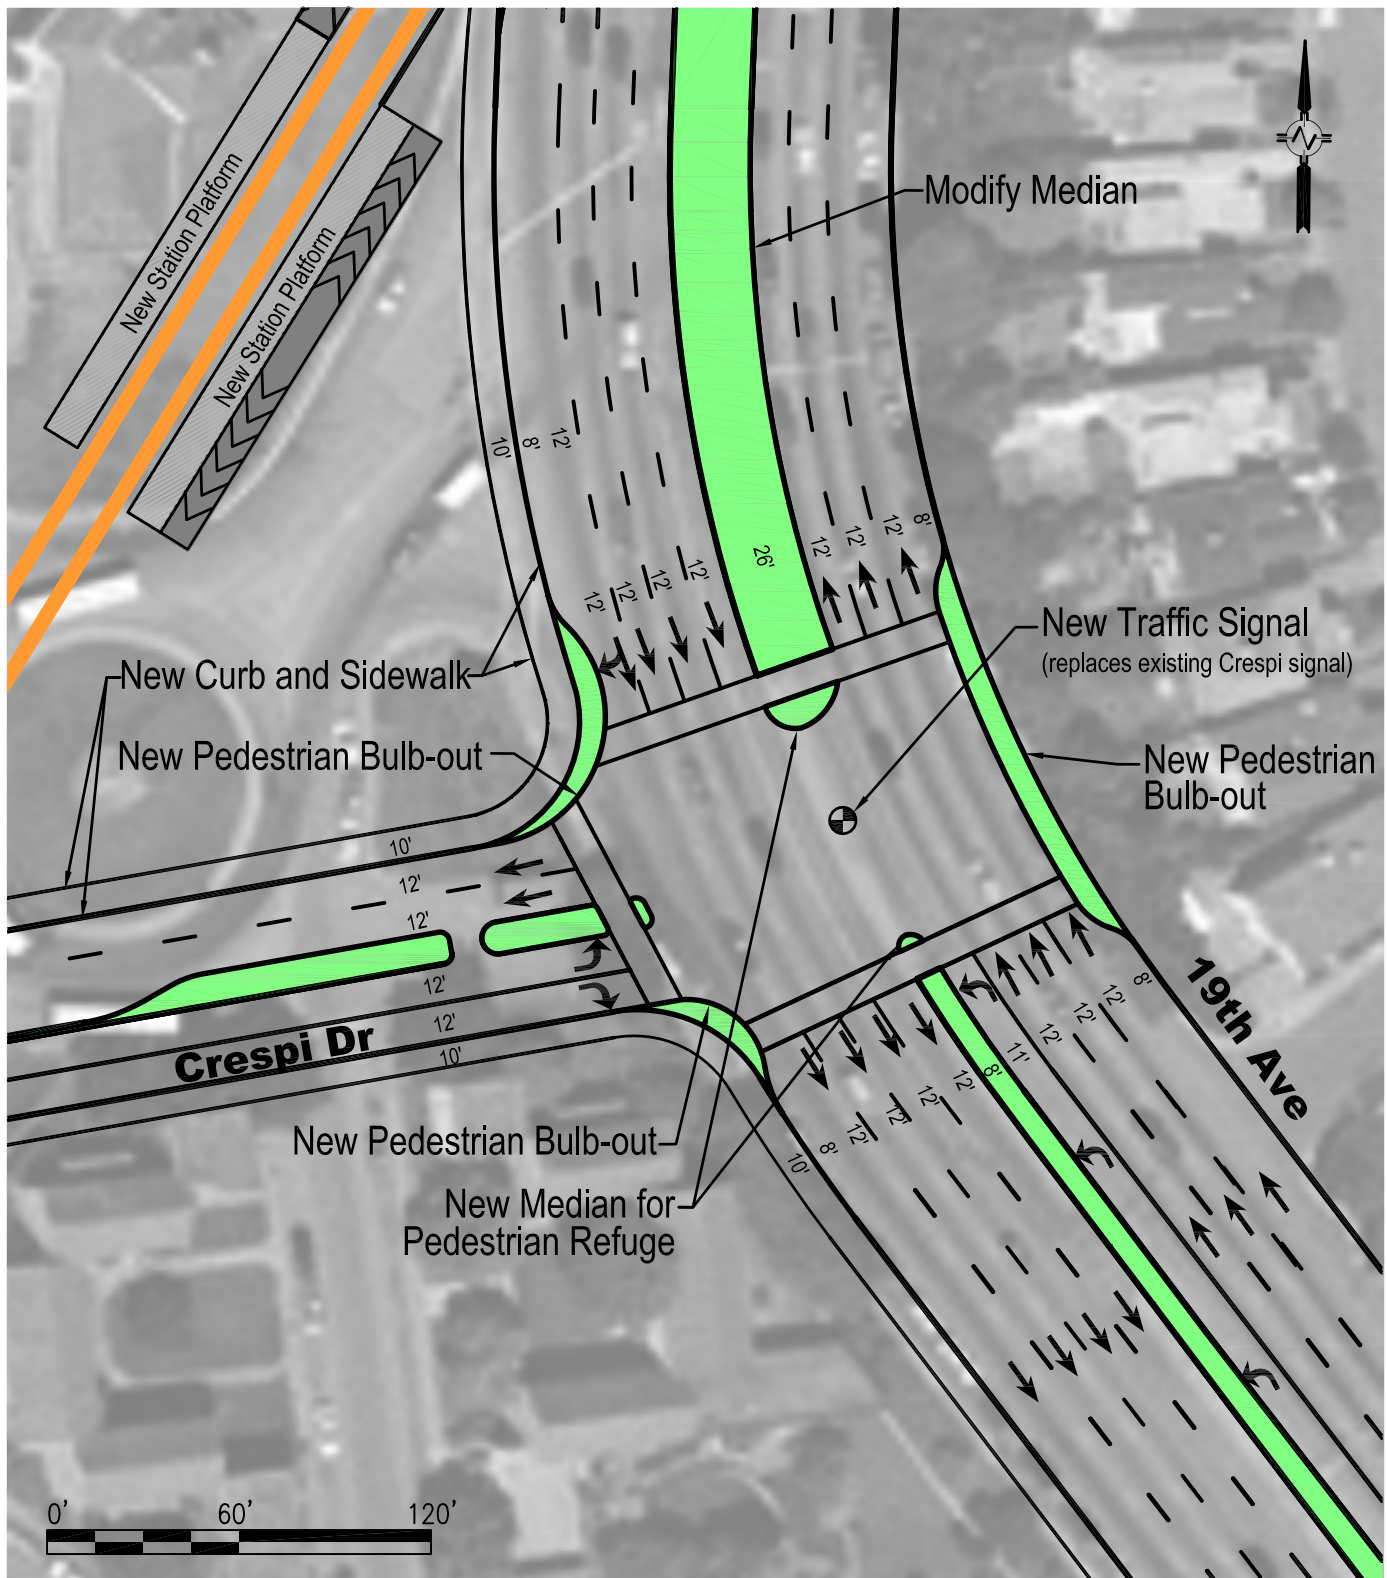 New Station Platform
New Station Platform
Modify Median
10'
8'
12'
12'
12'
12'
12'
26'
12'
12'
12'
8'
New Traffic Signal
(replaces existing Crespi signal)
New Curb and Sidewalk
New Pedestrian Bulb-out
New Pedestrian
Bulb-out
10'
12'
12'
12'
12'
10'
Crespi Dr
19th Ave
8'
12'
12'
12'
11'
8'
12'
12'
12'
12'
8'
10'
New Pedestrian Bulb-out
New Median for
Pedestrian Refuge
0'
60'
120'